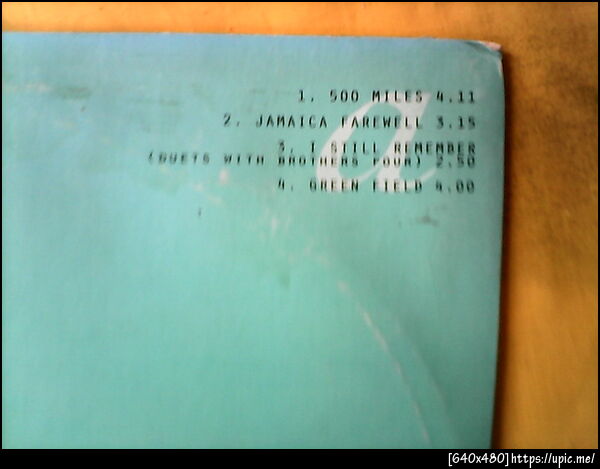 a
1. 500 MILES 4.11
2. JAMAICA FAREWELL 3.15
3. I STILL REMEMBER
(DUETS WITH BROTHERS FOUR) 2.50
4. GREEN FIELD 4.00
[640x480]https://upic.me/